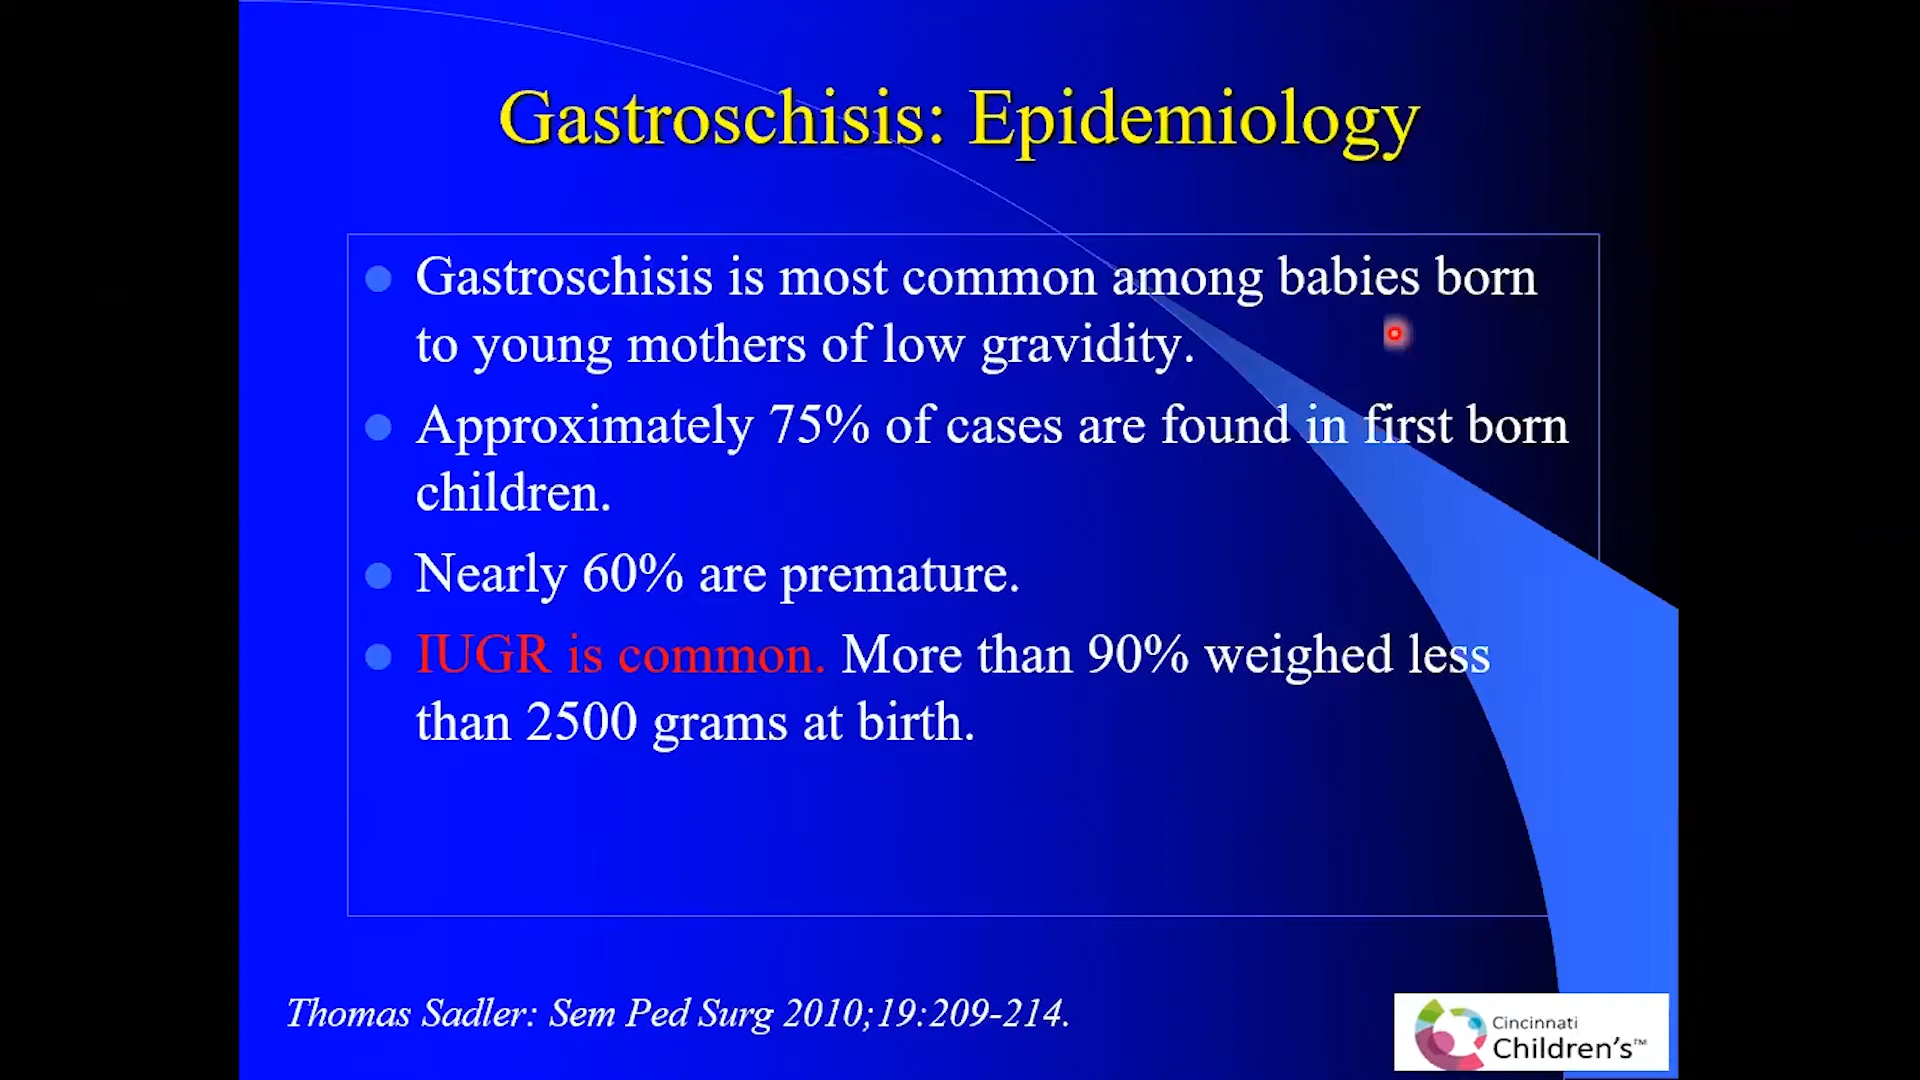 Gastroschisis: Epidemiology
Gastroschisis is most common among babies born
to young mothers of low gravidity.
Approximately 75% of cases are found in first born
children.
Nearly 60% are premature.
IUGR is common. More than 90% weighed less
than 2500 grams at birth.
Thomas Sadler: Sem Ped Surg 2010;19:209-214.
Cincinnati
Children's™